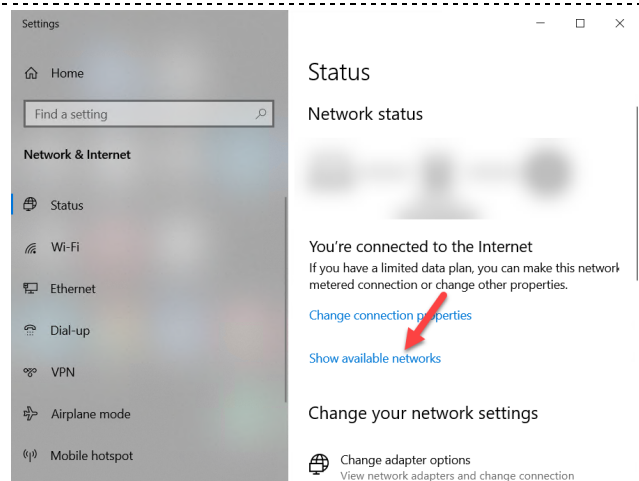 Settings
Home
Find a setting
Network & Internet
Status
Wi-Fi
Ethernet
Dial-up
VPN
Airplane mode
Mobile hotspot
Status
Network status
You're connected to the Internet
If you have a limited data plan, you can make this network
metered connection or change other properties.
Change connection properties
Show available networks
Change your network settings
Change adapter options
View network adapters and change connection